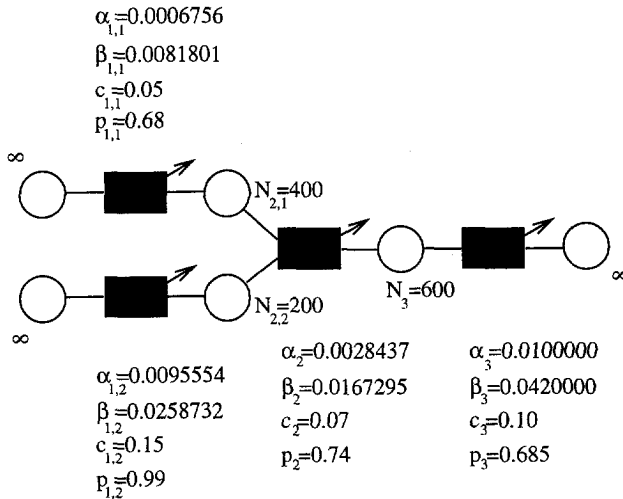 α1,1=0.0006756
β1,1=0.0081801
c1,1=0.05
p1,1=0.68
∞
N2,1=400
∞
N2,2=200
N3=600
∞
α1,2=0.0095554
β1,2=0.0258732
c1,2=0.15
p1,2=0.99
α2=0.0028437
β2=0.0167295
c2=0.07
p2=0.74
α3=0.0100000
β3=0.0420000
c3=0.10
p3=0.685